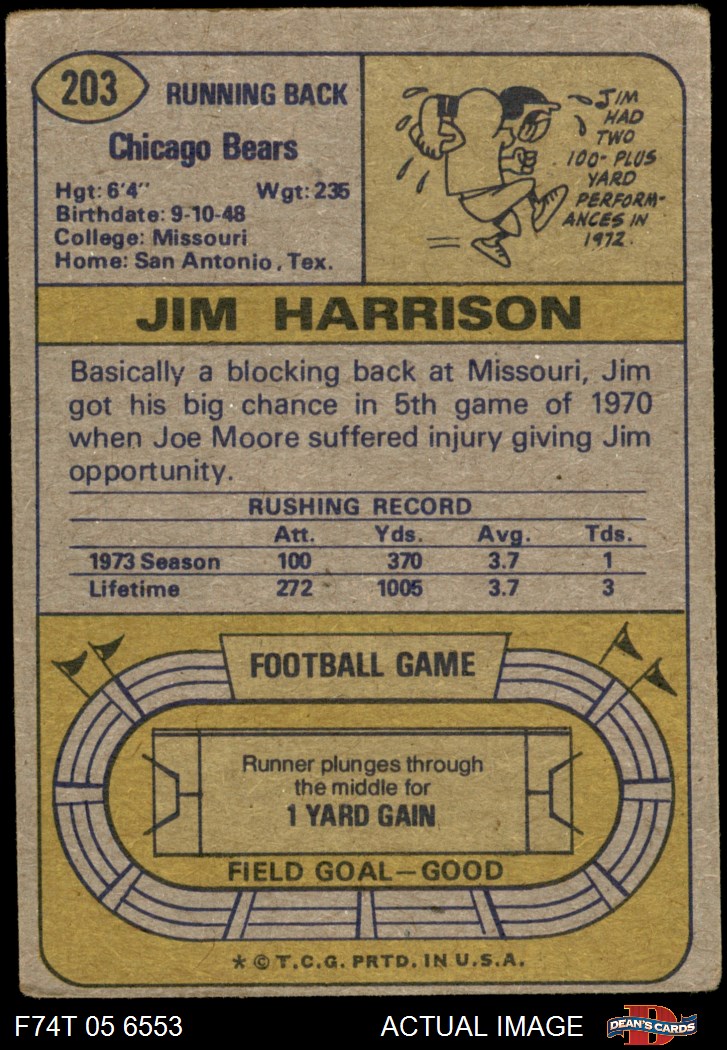 203
RUNNING BACK
Chicago Bears
Hgt: 6'4" Wgt: 235
Birthdate: 9-10-48
College: Missouri
Home: San Antonio, Tex.
JIM
HAD
TWO
100-PLUS
YARD
PERFORM-
ANCES IN
1972.
JIM HARRISON
Basically a blocking back at Missouri, Jim
got his big chance in 5th game of 1970
when Joe Moore suffered injury giving Jim
opportunity.
RUSHING RECORD
Att. Yds. Avg. Tds.
1973 Season 100 370 3.7 1
Lifetime 272 1005 3.7 3
FOOTBALL GAME
Runner plunges through
the middle for
1 YARD GAIN
FIELD GOAL—GOOD
* © T.C.G. PRTD. IN U.S.A.
F74T 05 6553 ACTUAL IMAGE
D
DEAN'S CARDS